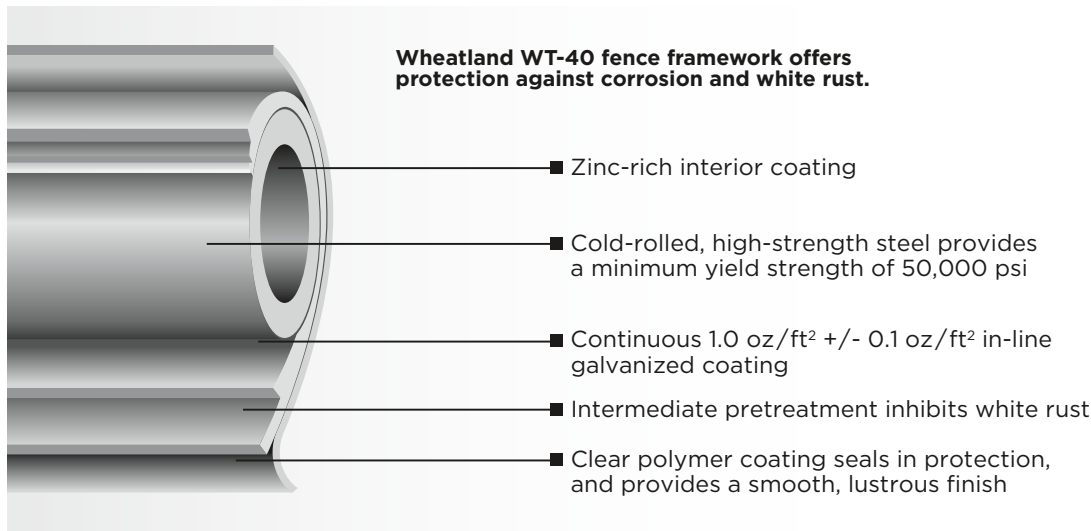 Wheatland WT-40 fence framework offers
protection against corrosion and white rust.
■ Zinc-rich interior coating
■ Cold-rolled, high-strength steel provides
a minimum yield strength of 50,000 psi
■ Continuous 1.0 oz/ft² +/- 0.1 oz/ft² in-line
galvanized coating
■ Intermediate pretreatment inhibits white rust
■ Clear polymer coating seals in protection,
and provides a smooth, lustrous finish